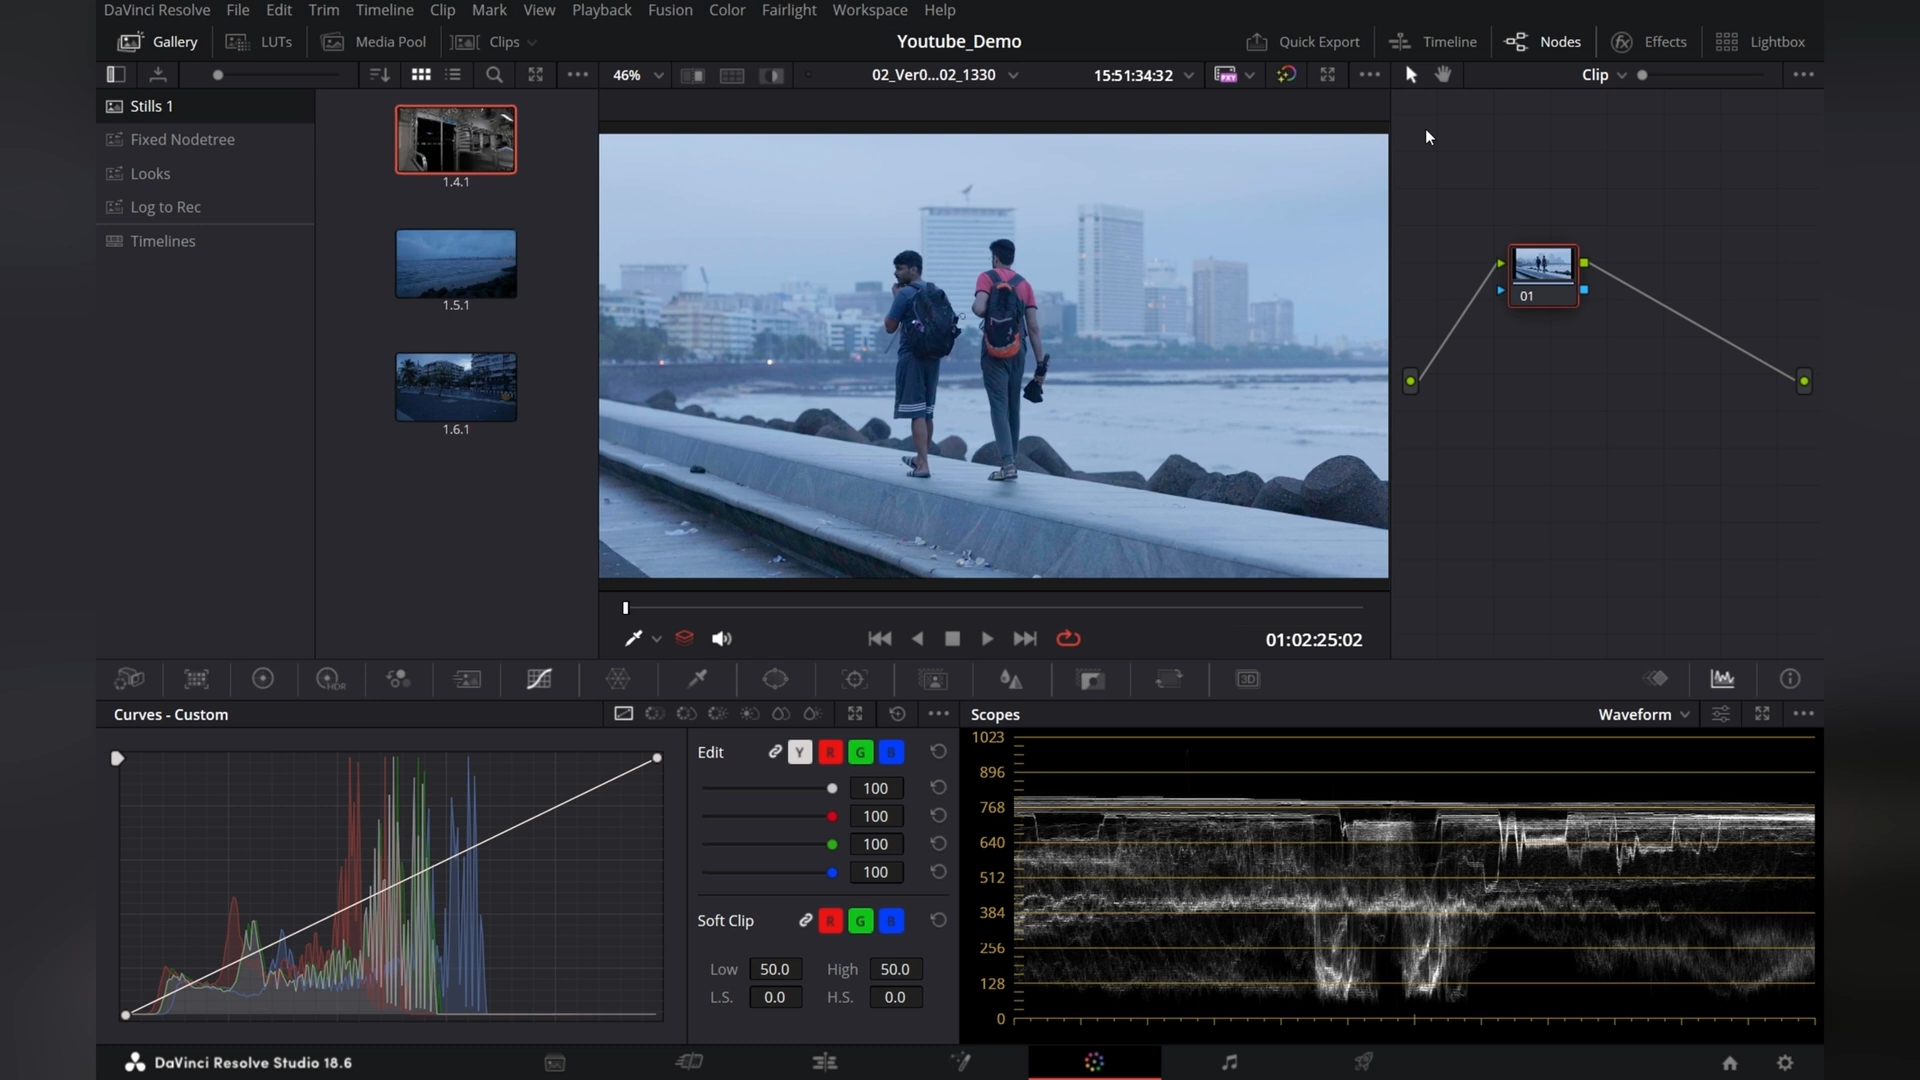 DaVinci Resolve File Edit Trim Timeline Clip Mark View Playback Fusion Color Fairlight Workspace Help
Gallery LUTs Media Pool Clips Youtube_Demo Quick Export Timeline Nodes Effects Lightbox
46% 02_Ver0...02_1330 15:51:34:32 PXY Clip
Stills 1
Fixed Nodetree
Looks
Log to Rec
Timelines
1.4.1
1.5.1
1.6.1
01
01:02:25:02
HDR 3D
Curves - Custom
Edit Y R G B
100
100
100
100
Soft Clip R G B
Low 50.0 High 50.0
L.S. 0.0 H.S. 0.0
Scopes Waveform
1023
896
768
640
512
384
256
128
0
DaVinci Resolve Studio 18.6